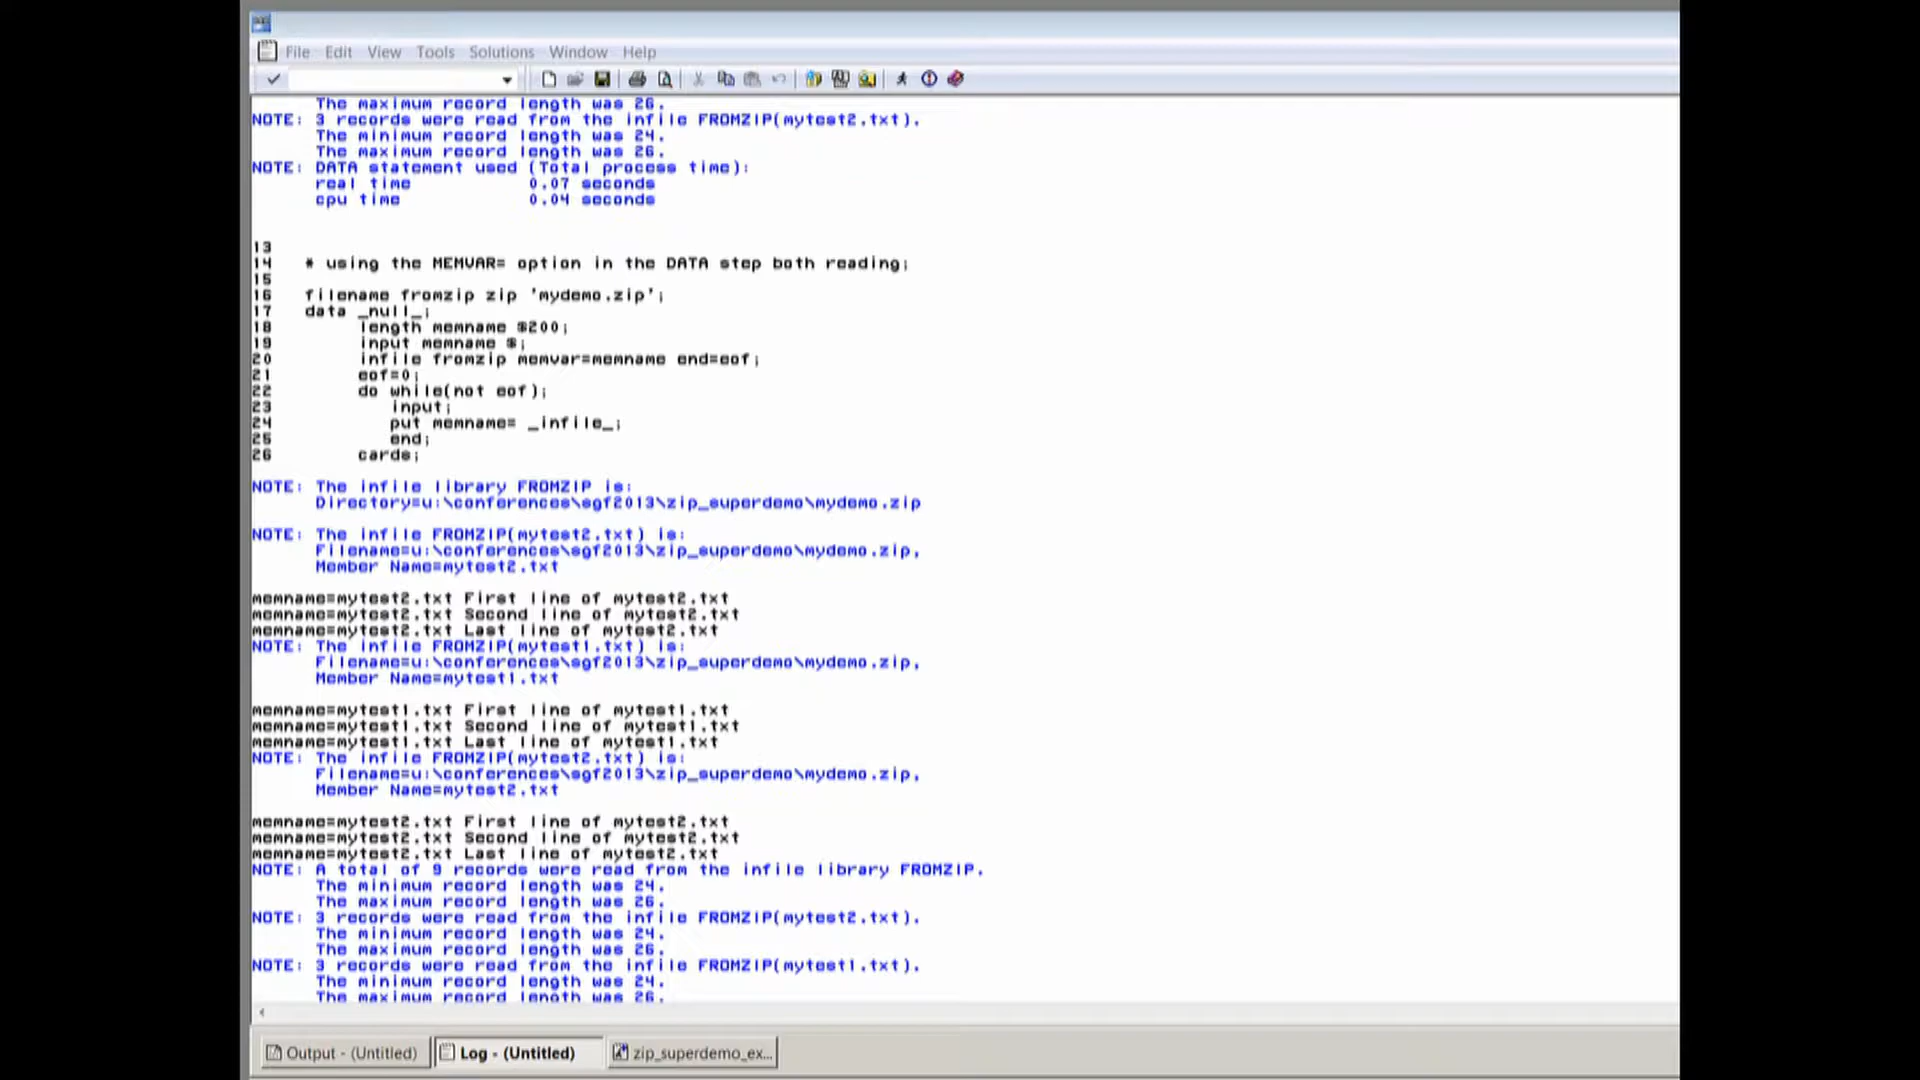 File Edit View Tools Solutions Window Help
The maximum record length was 26.
NOTE: 3 records were read from the infile FROMZIP(mytest2.txt).
The minimum record length was 24.
The maximum record length was 26.
NOTE: DATA statement used (Total process time):
real time 0.07 seconds
cpu time 0.04 seconds
13
14 * using the MEMVAR= option in the DATA step both reading;
15
16 filename fromzip zip 'mydemo.zip';
17 data _null_;
18 length memname $200;
19 input memname $;
20 infile fromzip memvar=memname end=eof;
21 eof=0;
22 do while(not eof);
23 input;
24 put memname= _infile_;
25 end;
26 cards;
NOTE: The infile library FROMZIP is:
Directory=u:\conferences\sgf2013\zip_superdemo\mydemo.zip
NOTE: The infile FROMZIP(mytest2.txt) is:
Filename=u:\conferences\sgf2013\zip_superdemo\mydemo.zip,
Member Name=mytest2.txt
memname=mytest2.txt First line of mytest2.txt
memname=mytest2.txt Second line of mytest2.txt
memname=mytest2.txt Last line of mytest2.txt
NOTE: The infile FROMZIP(mytest1.txt) is:
Filename=u:\conferences\sgf2013\zip_superdemo\mydemo.zip,
Member Name=mytest1.txt
memname=mytest1.txt First line of mytest1.txt
memname=mytest1.txt Second line of mytest1.txt
memname=mytest1.txt Last line of mytest1.txt
NOTE: The infile FROMZIP(mytest2.txt) is:
Filename=u:\conferences\sgf2013\zip_superdemo\mydemo.zip,
Member Name=mytest2.txt
memname=mytest2.txt First line of mytest2.txt
memname=mytest2.txt Second line of mytest2.txt
memname=mytest2.txt Last line of mytest2.txt
NOTE: A total of 9 records were read from the infile library FROMZIP.
The minimum record length was 24.
The maximum record length was 26.
NOTE: 3 records were read from the infile FROMZIP(mytest2.txt).
The minimum record length was 24.
The maximum record length was 26.
NOTE: 3 records were read from the infile FROMZIP(mytest1.txt).
The minimum record length was 24.
The maximum record length was 26.
Output - (Untitled) Log - (Untitled) zip_superdemo_ex...